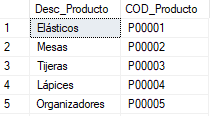 Desc_Producto COD_Producto
1 Elásticos P00001
2 Mesas P00002
3 Tijeras P00003
4 Lápices P00004
5 Organizadores P00005